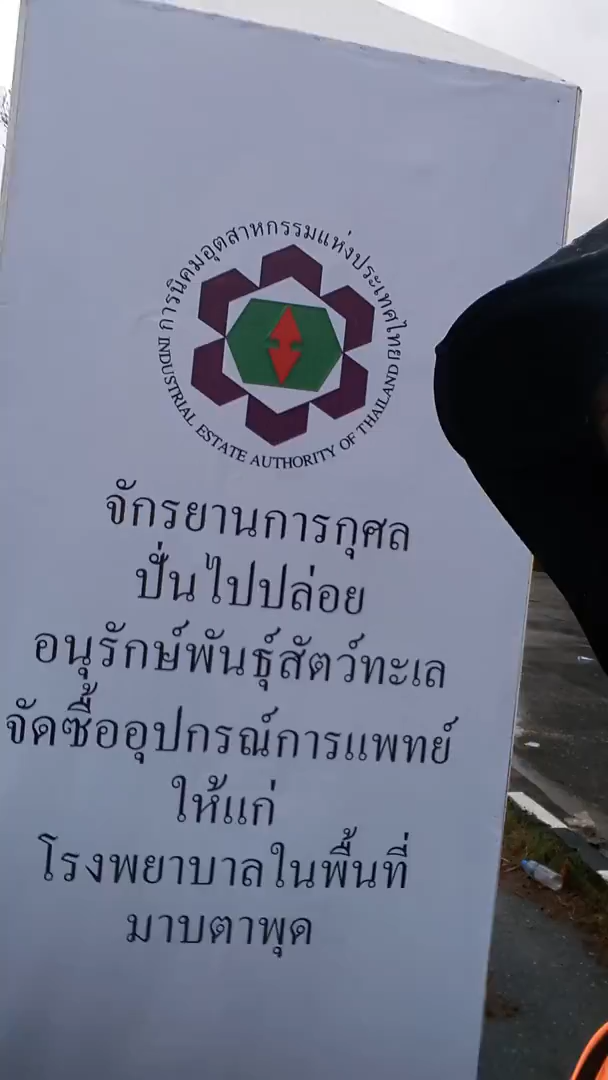 การนิคมอุตสาหกรรมแห่งประเทศไทย
INDUSTRIAL ESTATE AUTHORITY OF THAILAND
จักรยานการกุศล
ปั่นไปปล่อย
อนุรักษ์พันธุ์สัตว์ทะเล
จัดซื้ออุปกรณ์การแพทย์
ให้แก่
โรงพยาบาลในพื้นที่
มาบตาพุด